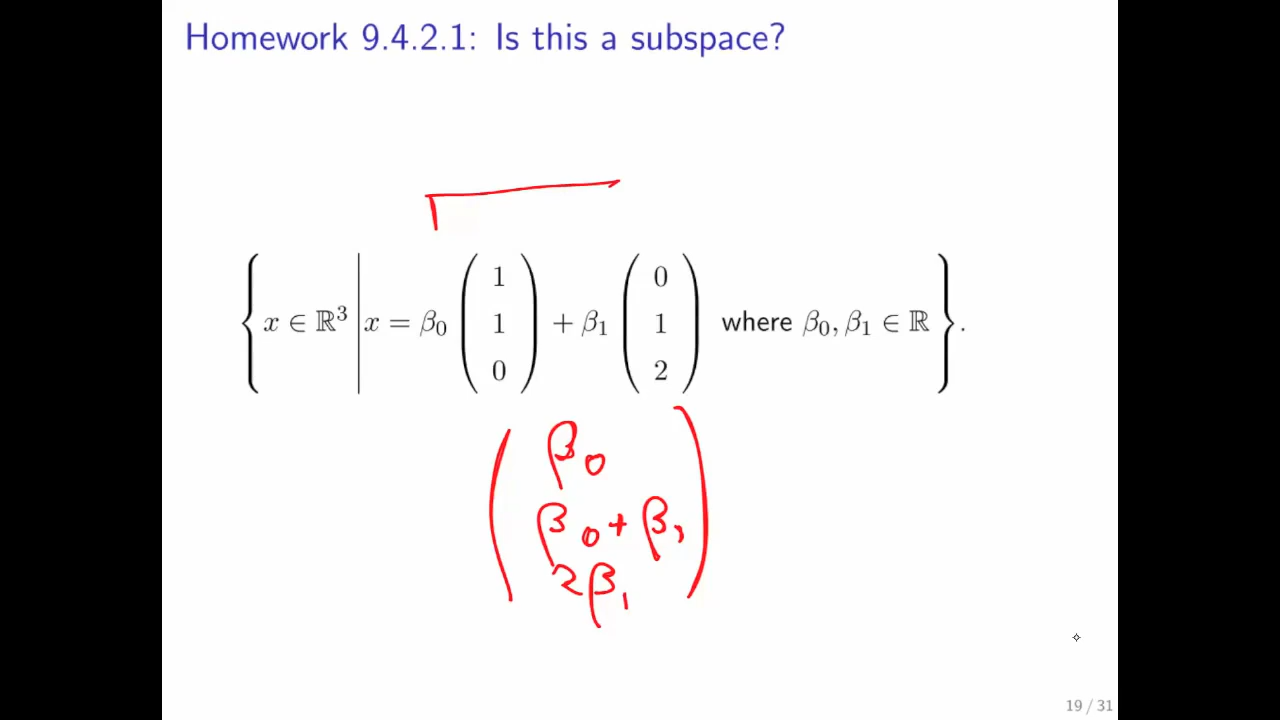 Homework 9.4.2.1: Is this a subspace?
{ x ∈ ℝ³ | x = β₀ ( 1 1 0 ) + β₁ ( 0 1 2 ) where β₀, β₁ ∈ ℝ } .
( β₀
β₀ + β₁
2β₁ )
19 / 31